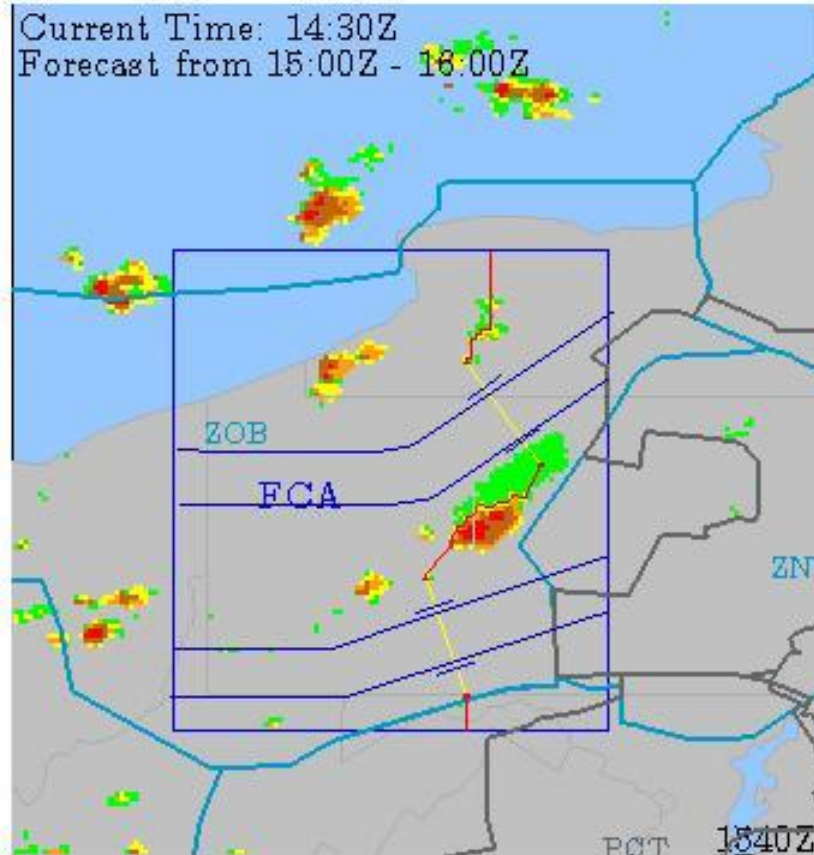 Current Time: 14:30Z
Forecast from 15:00Z - 16:00Z
ZOB
FCA
ZN
PCT
1540Z